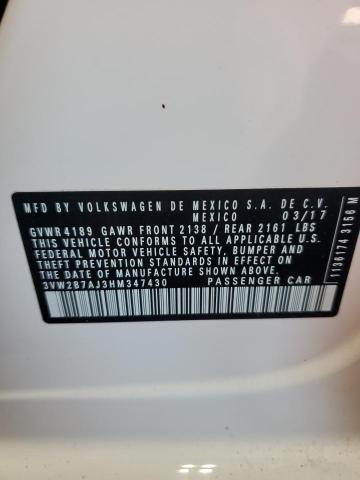 MFD BY VOLKSWAGEN DE MEXICO S.A. DE C.V.
MEXICO 03/17
GVWR 4189 GAWR FRONT 2138 / REAR 2161 LBS
THIS VEHICLE CONFORMS TO ALL APPLICABLE U.S.
FEDERAL MOTOR VEHICLE SAFETY, BUMPER AND
THEFT PREVENTION STANDARDS IN EFFECT ON
THE DATE OF MANUFACTURE SHOWN ABOVE
3VW2B7AJ3HM347430 PASSENGER CAR
1136174 3156 M